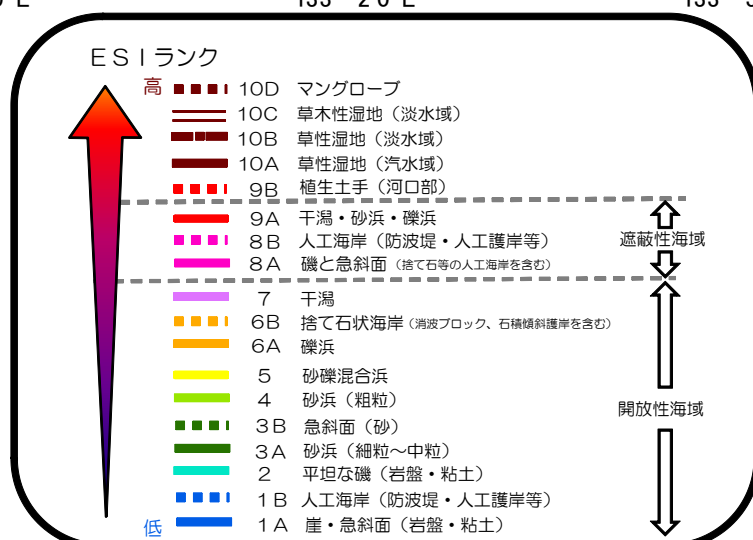 133°20'E
ESIランク
高 10D マングローブ
10C 草木性湿地（淡水域）
10B 草性湿地（淡水域）
10A 草性湿地（汽水域）
9B 植生土手（河口部）
9A 干潟・砂浜・礫浜
8B 人工海岸（防波堤・人工護岸等）
遮蔽性海域
8A 磯と急斜面（捨て石等の人工海岸を含む）
7 干潟
6B 捨て石状海岸（消波ブロック、石積傾斜護岸を含む）
6A 礫浜
5 砂礫混合浜
4 砂浜（粗粒）
開放性海域
3B 急斜面（砂）
3A 砂浜（細粒～中粒）
2 平坦な磯（岩盤・粘土）
1B 人工海岸（防波堤・人工護岸等）
低 1A 崖・急斜面（岩盤・粘土）